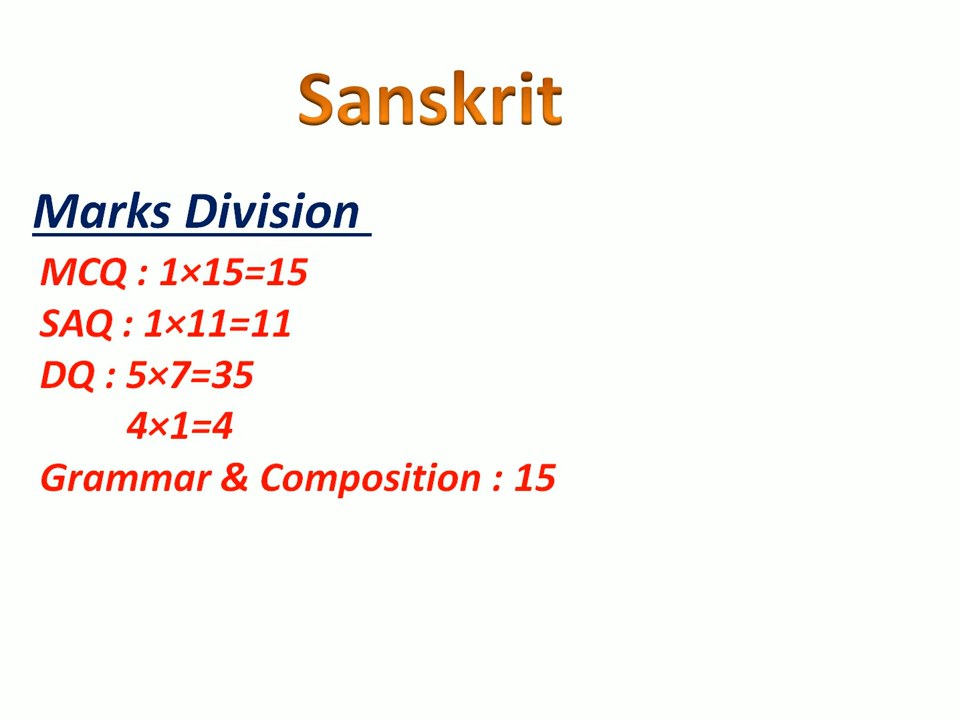 Sanskrit
Marks Division
MCQ : 1×15=15
SAQ : 1×11=11
DQ : 5×7=35
4×1=4
Grammar & Composition : 15